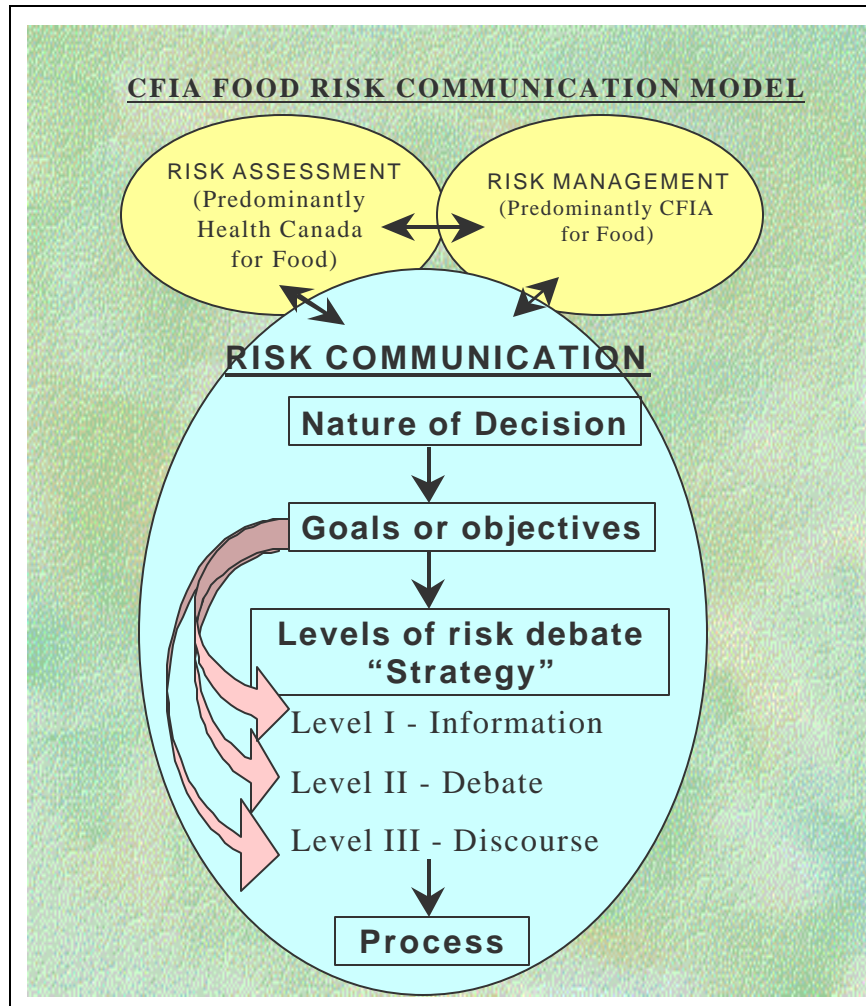 CFIA FOOD RISK COMMUNICATION MODEL
RISK ASSESSMENT
(Predominantly
Health Canada
for Food)
RISK MANAGEMENT
(Predominantly CFIA
for Food)
RISK COMMUNICATION
Nature of Decision
Goals or objectives
Levels of risk debate
“Strategy”
Level I - Information
Level II - Debate
Level III - Discourse
Process